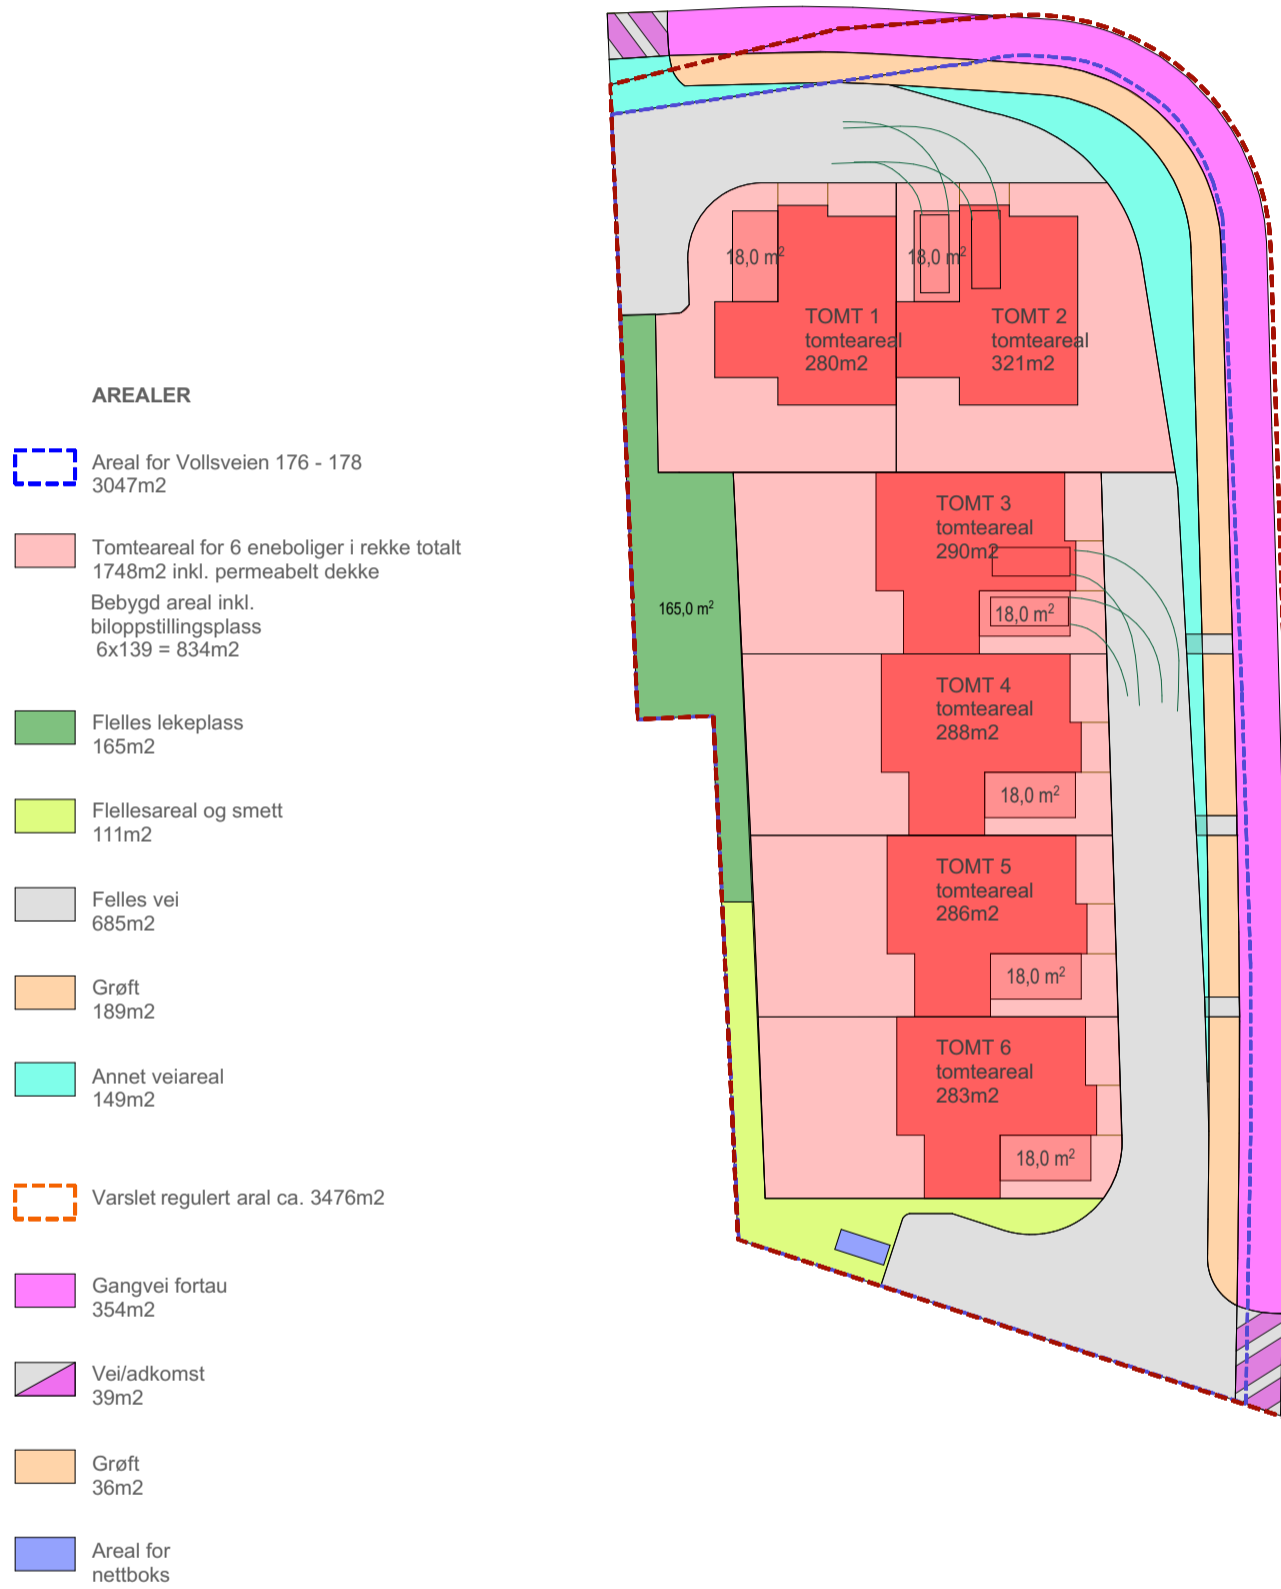 AREALER
Areal for Vollsveien 176 - 178
3047m2
Tomteareal for 6 eneboliger i rekke totalt
1748m2 inkl. permeabelt dekke
Bebygd areal inkl.
biloppstillingsplass
6x139 = 834m2
Flelles lekeplass
165m2
Flellesareal og smett
111m2
Felles vei
685m2
Grøft
189m2
Annet veiareal
149m2
Varslet regulert aral ca. 3476m2
Gangvei fortau
354m2
Vei/adkomst
39m2
Grøft
36m2
Areal for
nettboks
18,0 m²
18,0 m²
TOMT 1
tomteareal
280m2
TOMT 2
tomteareal
321m2
TOMT 3
tomteareal
290m2
18,0 m²
165,0 m²
TOMT 4
tomteareal
288m2
18,0 m²
TOMT 5
tomteareal
286m2
18,0 m²
TOMT 6
tomteareal
283m2
18,0 m²